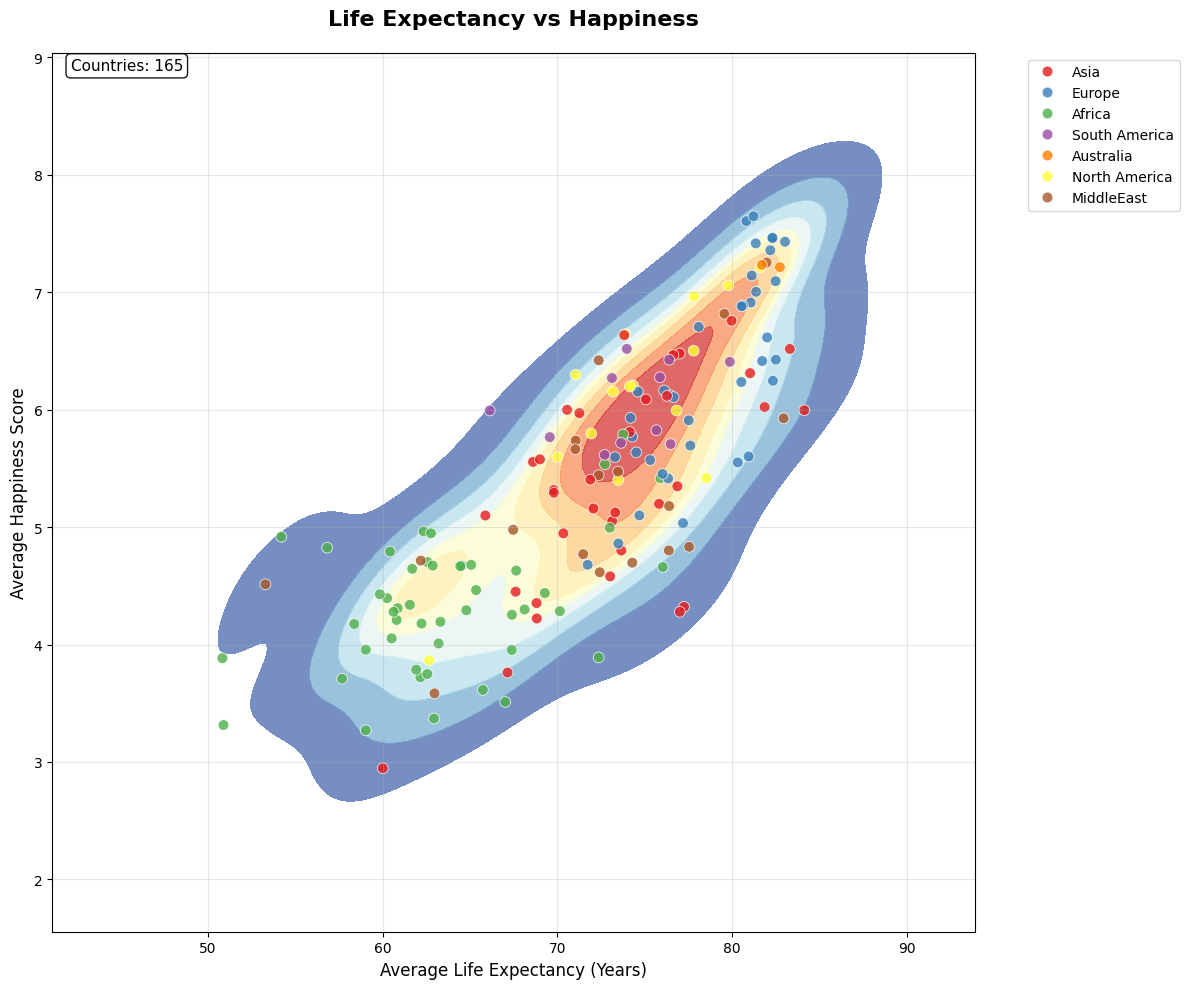 Life Expectancy vs Happiness
Countries: 165
9
8
7
6
5
4
3
2
Average Happiness Score
50 60 70 80 90
Average Life Expectancy (Years)
Asia
Europe
Africa
South America
Australia
North America
MiddleEast